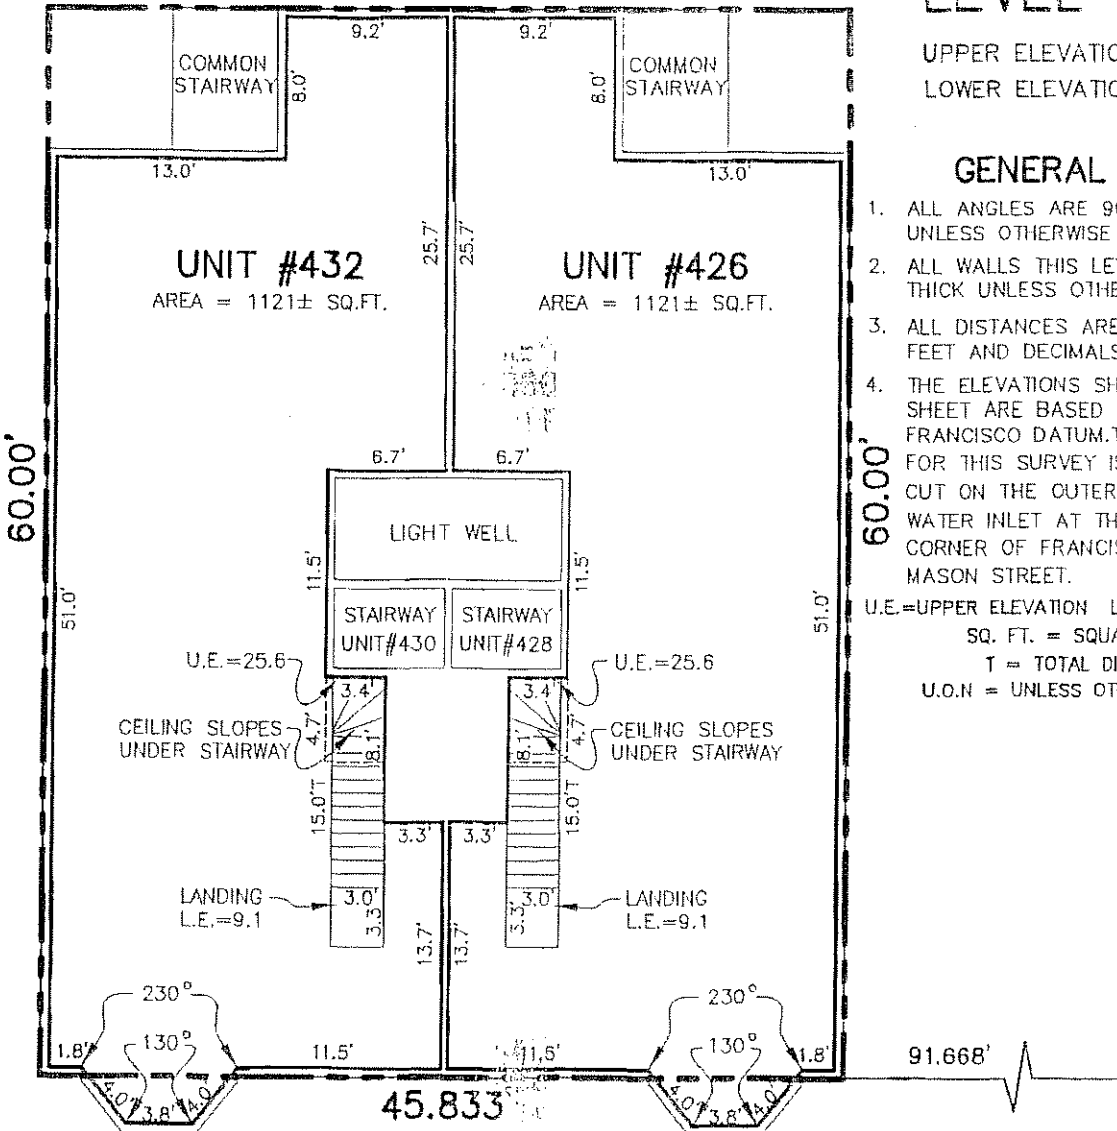 9.2'
9.2'
COMMON
STAIRWAY
8.0'
8.0'
COMMON
STAIRWAY
13.0'
13.0'
25.7'
25.7'
UNIT #432
AREA = 1121± SQ.FT.
UNIT #426
AREA = 1121± SQ.FT.
60.00'
51.0'
6.7'
6.7'
LIGHT WELL
11.5'
11.5'
STAIRWAY
UNIT#430
STAIRWAY
UNIT#428
51.0'
60.00'
U.E.=25.6
3.4'
3.4'
U.E.=25.6
CEILING SLOPES
UNDER STAIRWAY
4.7'
8.1'
8.1'
4.7'
CEILING SLOPES
UNDER STAIRWAY
15.0'T
15.0'T
3.3'
3.3'
LANDING
L.E.=9.1
3.0'
3.3'
3.0'
3.3'
LANDING
L.E.=9.1
13.7'
13.7'
230°
130°
230°
130°
1.8'
11.5'
11.5'
1.8'
4.0'
3.8'
4.0'
4.0'
3.8'
4.0'
45.833
91.668'
UPPER ELEVATIO
LOWER ELEVATIO
GENERAL
1. ALL ANGLES ARE 9
UNLESS OTHERWISE
2. ALL WALLS THIS LE
THICK UNLESS OTHE
3. ALL DISTANCES ARE
FEET AND DECIMALS
4. THE ELEVATIONS SH
SHEET ARE BASED
FRANCISCO DATUM.T
FOR THIS SURVEY IS
CUT ON THE OUTER
WATER INLET AT TH
CORNER OF FRANCIS
MASON STREET.
U.E.=UPPER ELEVATION L
SQ. FT. = SQUA
T = TOTAL DI
U.O.N = UNLESS OT